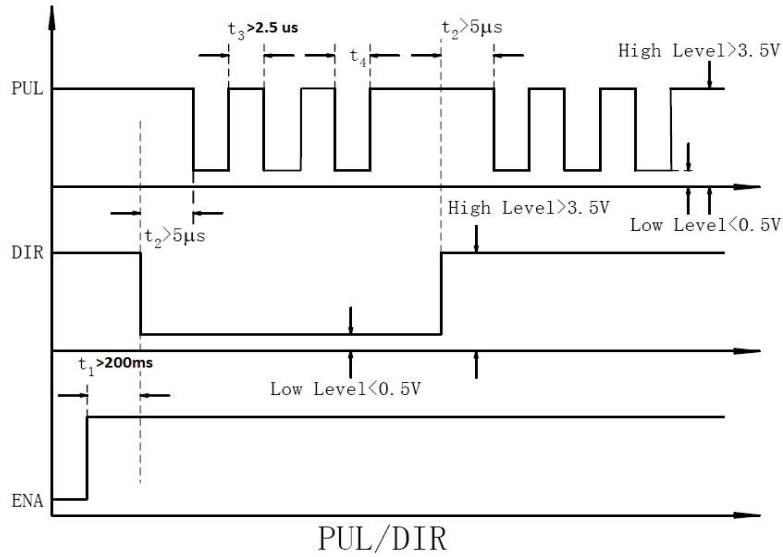 t3>2.5 us
t4
t2>5μs
High Level>3.5V
PUL
High Level>3.5V
Low Level<0.5V
t2>5μs
DIR
t1>200ms
Low Level<0.5V
ENA
PUL/DIR